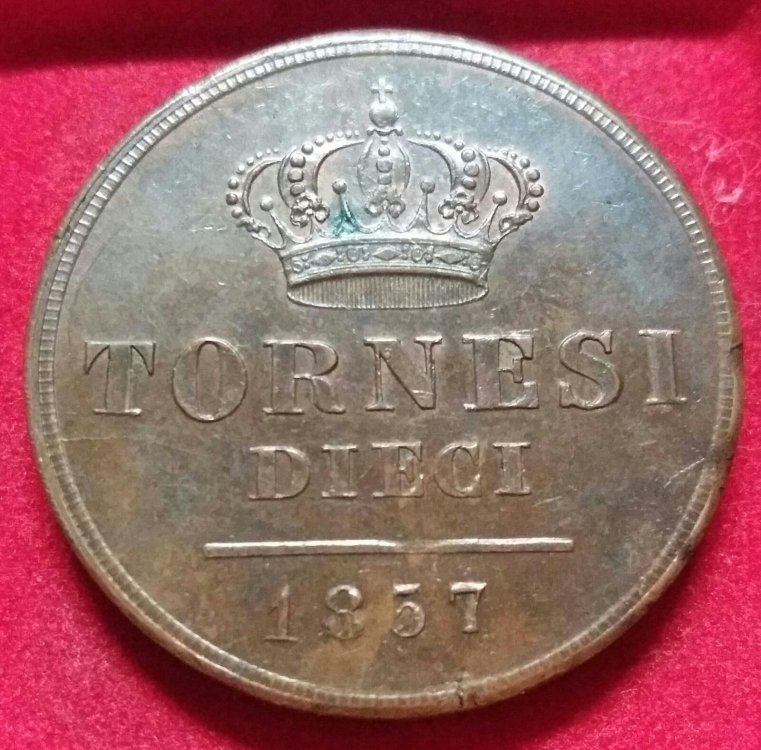 TORNESI
DIECI
1857